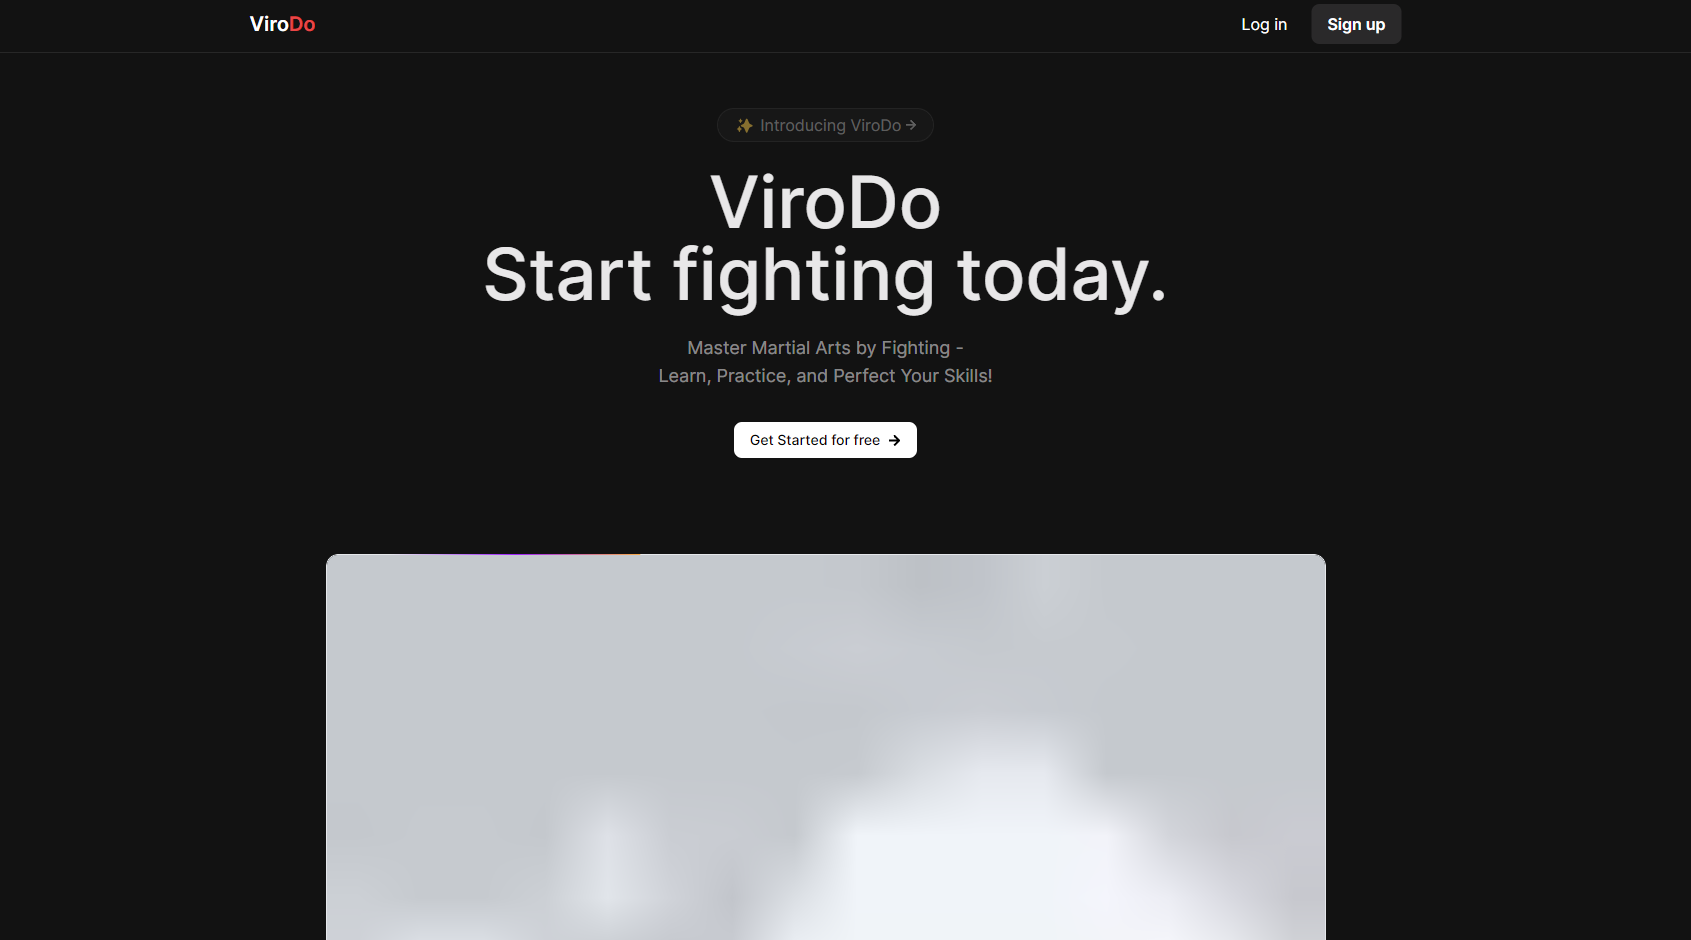 ViroDo
Log in
Sign up
✨ Introducing ViroDo →
ViroDo
Start fighting today.
Master Martial Arts by Fighting -
Learn, Practice, and Perfect Your Skills!
Get Started for free →